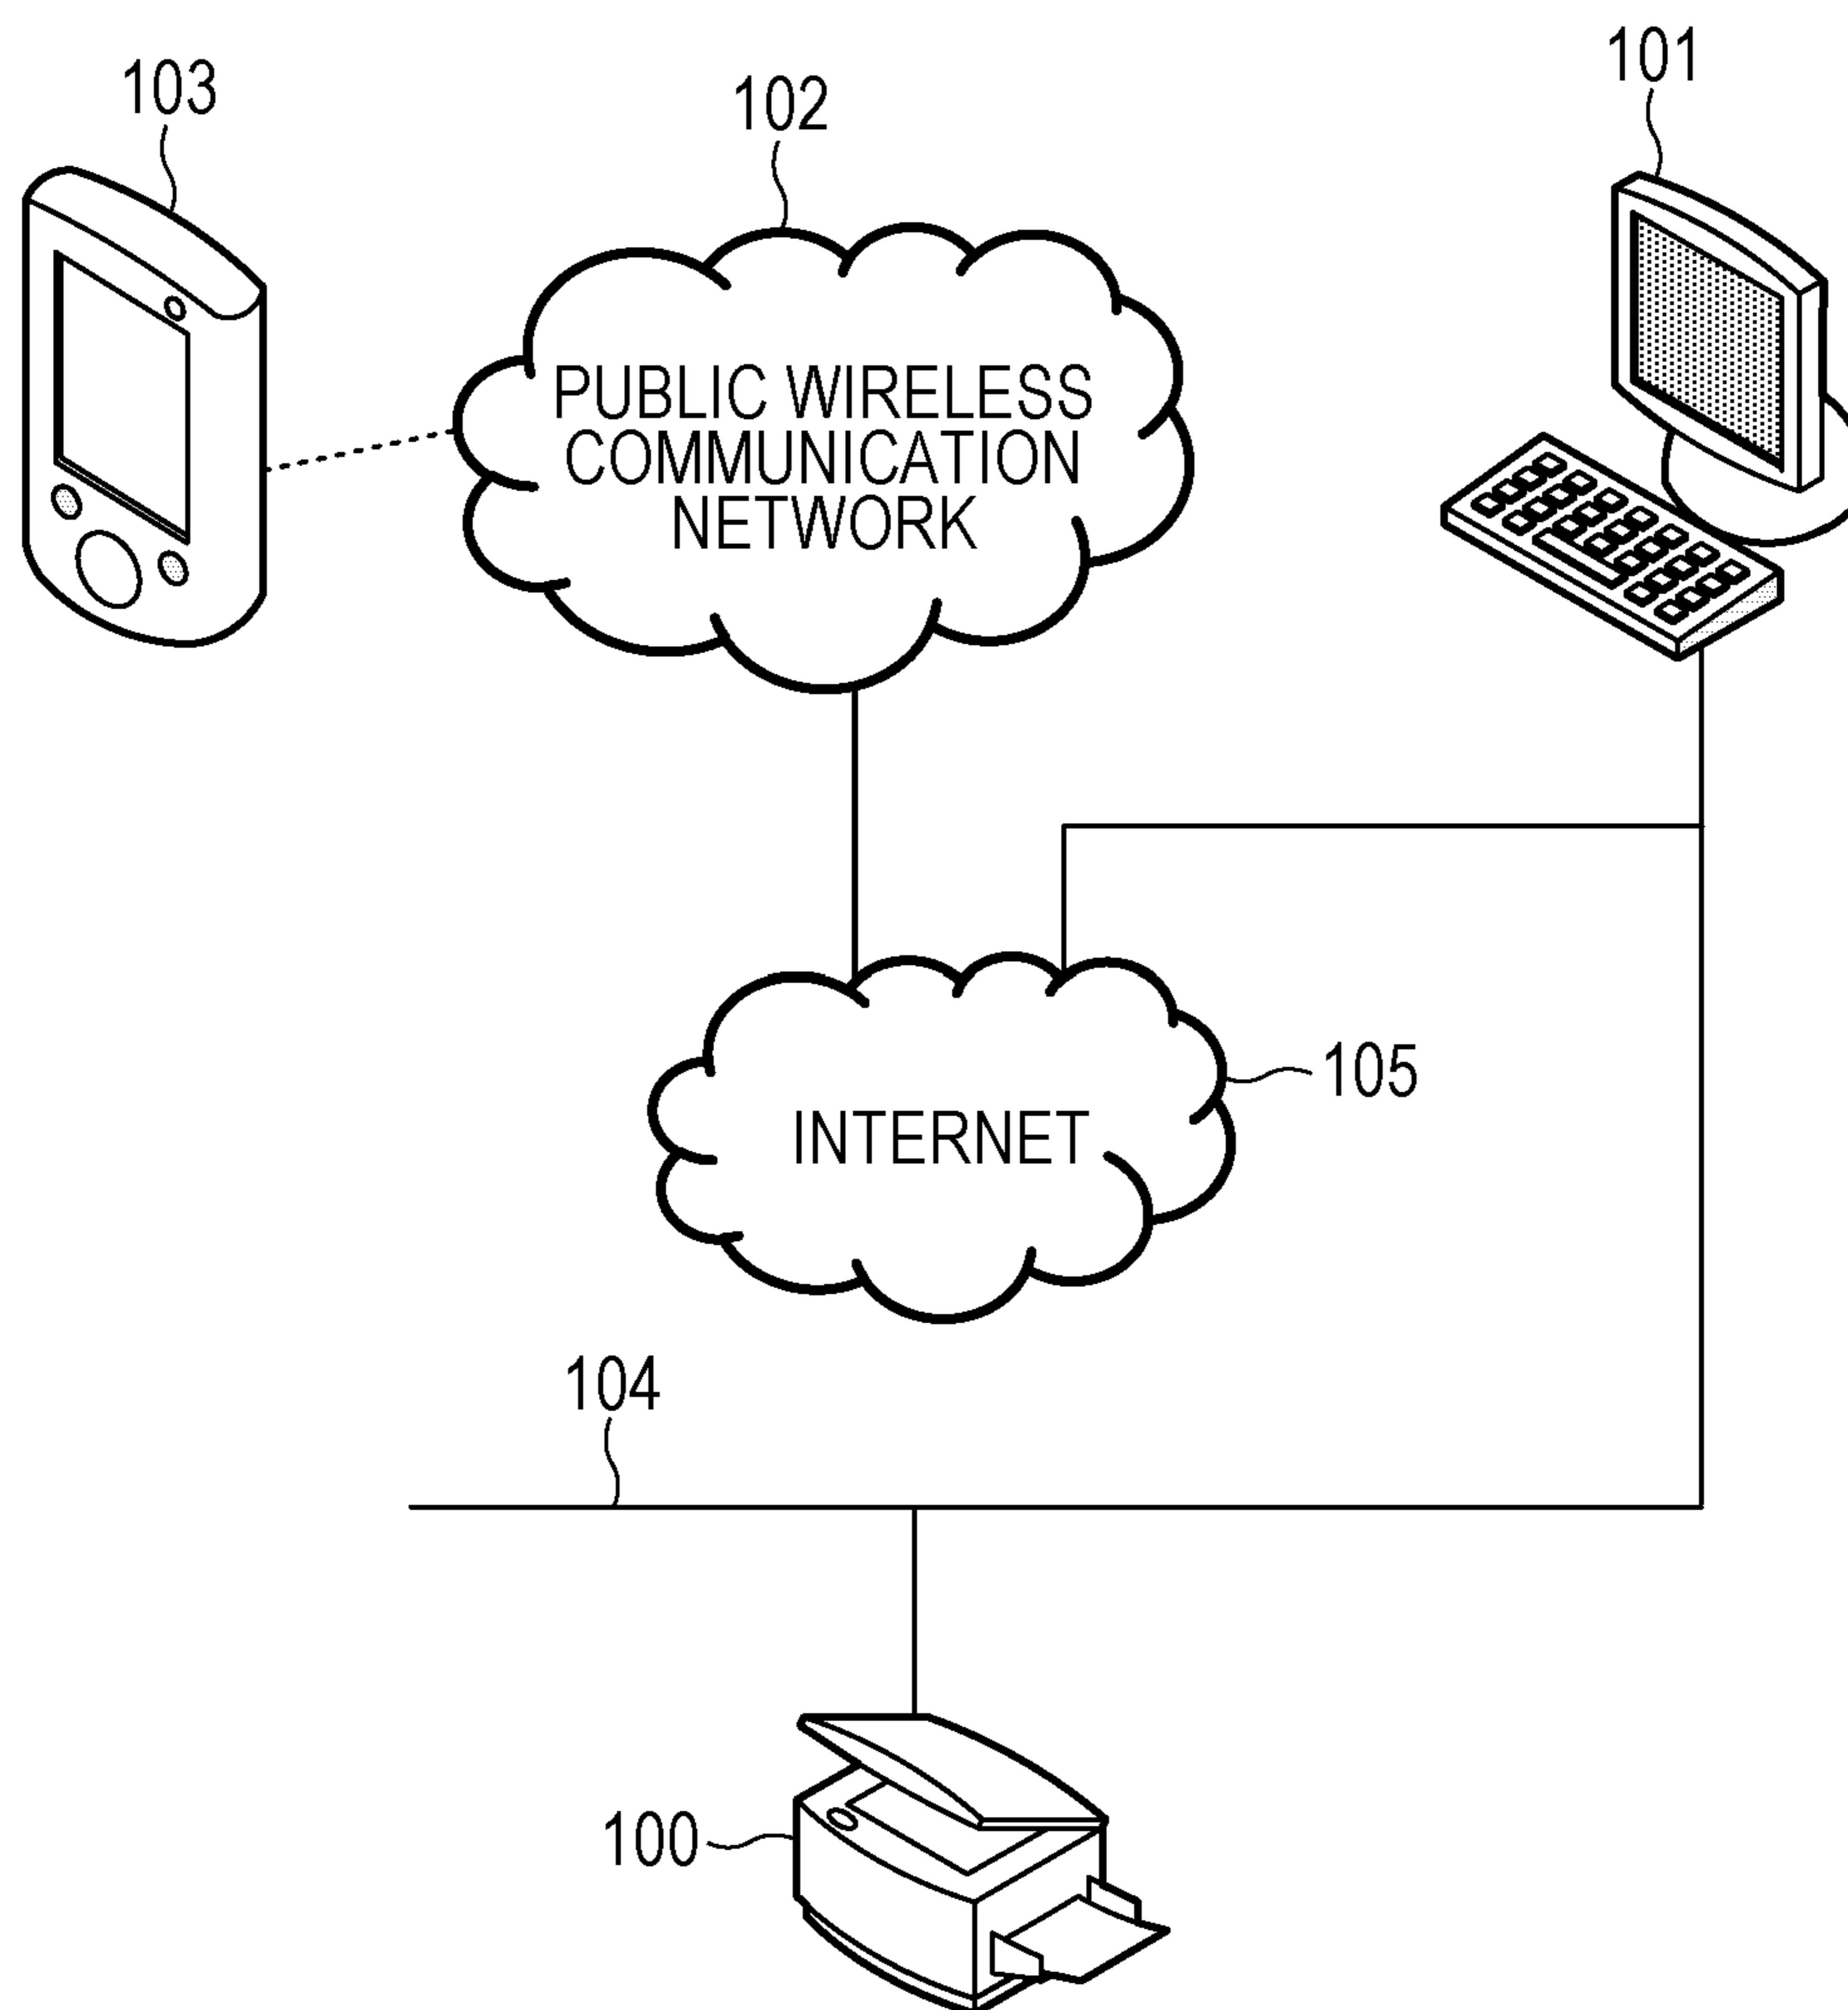 103
102
101
PUBLIC WIRELESS
COMMUNICATION
NETWORK
105
INTERNET
104
100